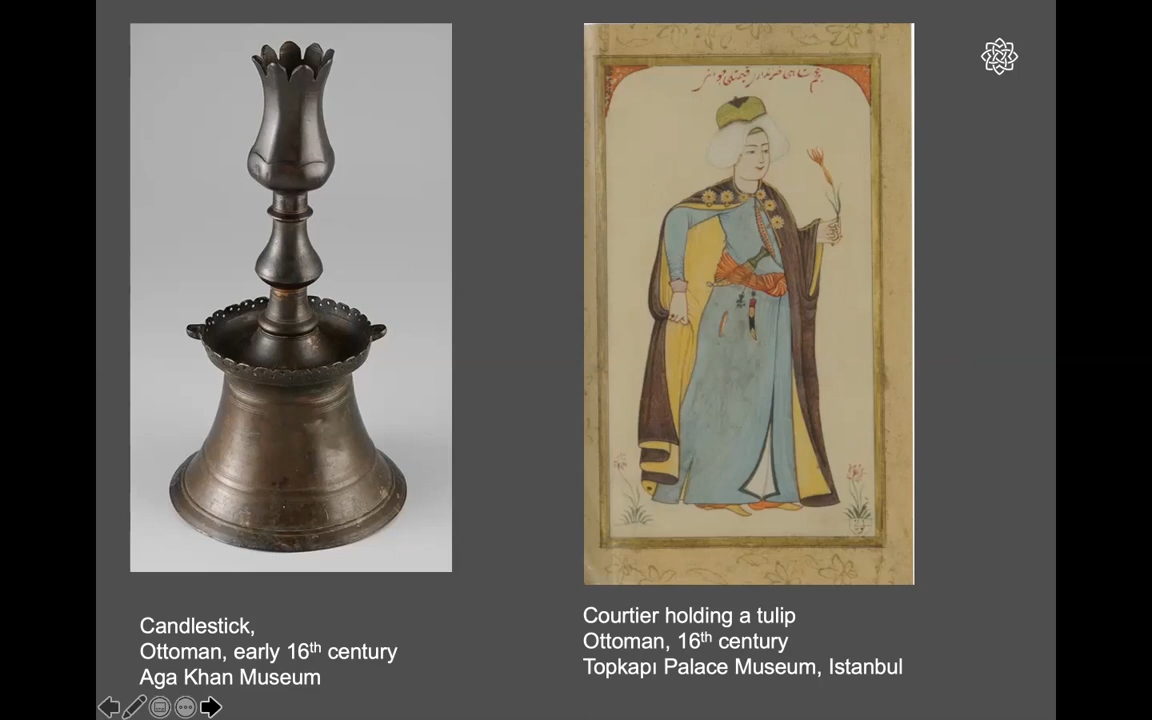 Candlestick,
Ottoman, early 16th century
Aga Khan Museum
Courtier holding a tulip
Ottoman, 16th century
Topkapı Palace Museum, Istanbul